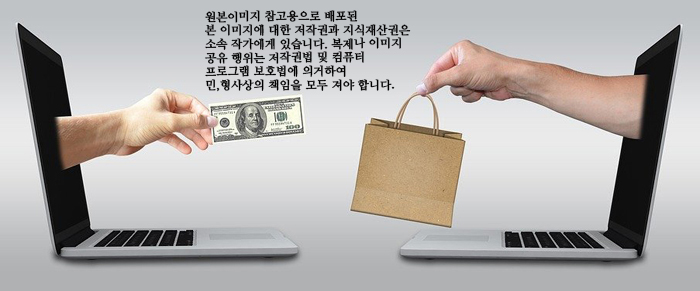 원본이미지 참고용으로 배포된
본 이미지에 대한 저작권과 지식재산권은
소속 작가에게 있습니다. 복제나 이미지
공유 행위는 저작권법 및 컴퓨터
프로그램 보호법에 의거하여
민,형사상의 책임을 모두 져야 합니다.
100